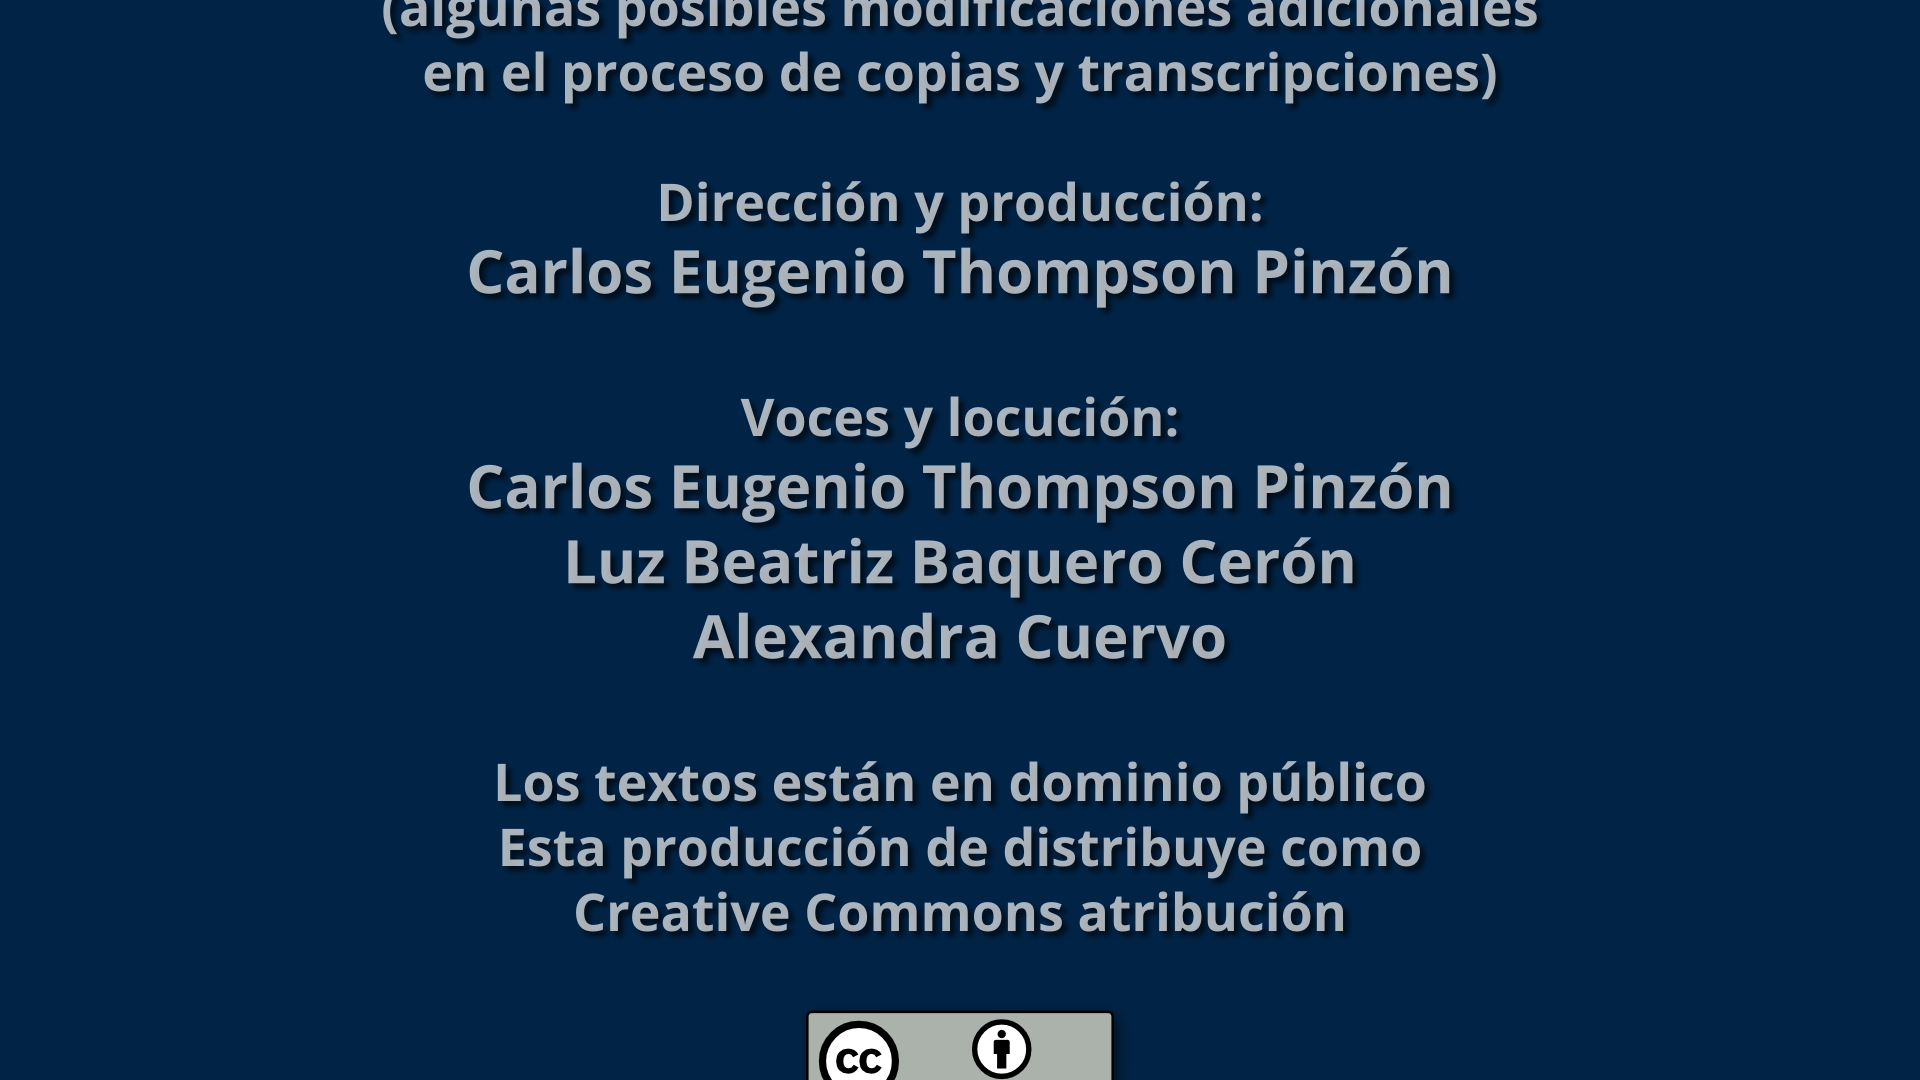 (algunas posibles modificaciones adicionales
en el proceso de copias y transcripciones)
Dirección y producción:
Carlos Eugenio Thompson Pinzón
Voces y locución:
Carlos Eugenio Thompson Pinzón
Luz Beatriz Baquero Cerón
Alexandra Cuervo
Los textos están en dominio público
Esta producción de distribuye como
Creative Commons atribución
cc